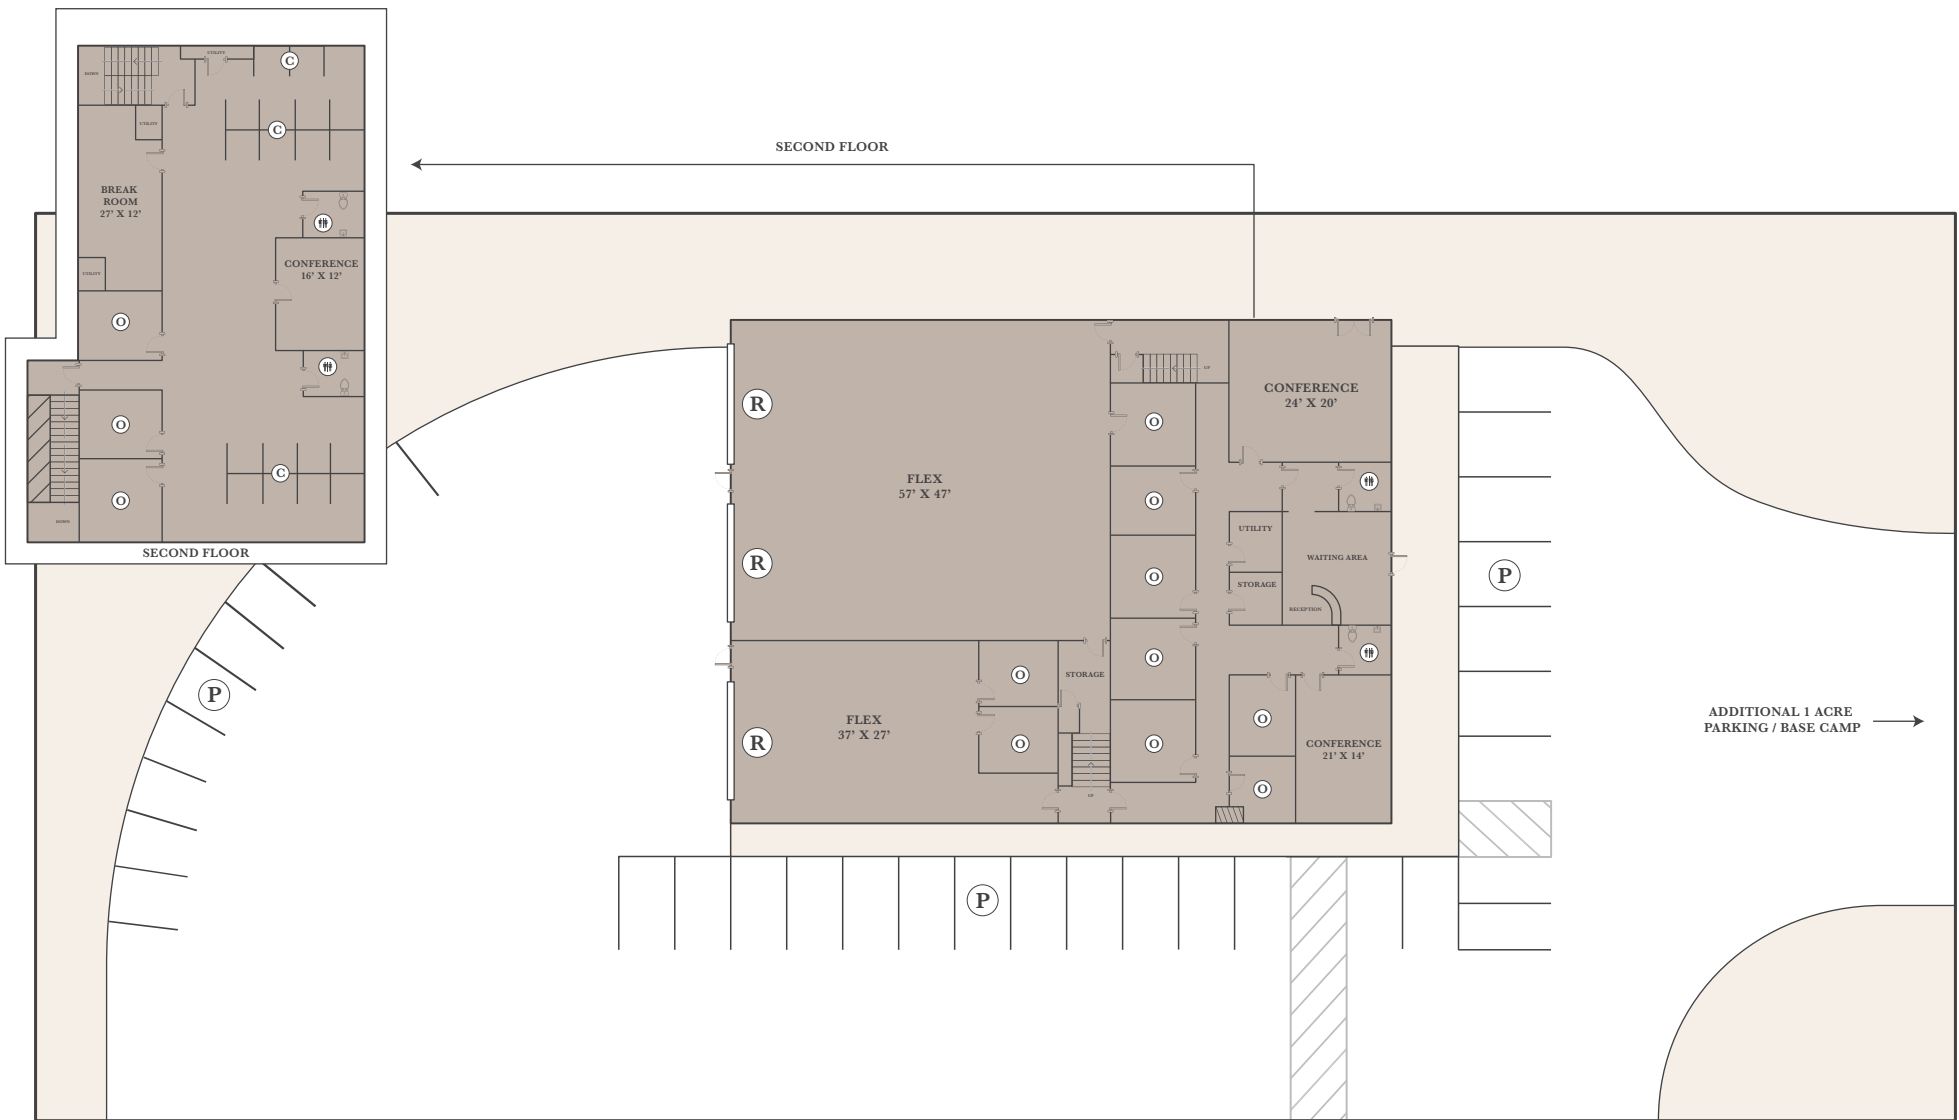 UTILITY
C
DOWN
UTILITY
C
BREAK
ROOM
27' X 12'
CONFERENCE
16' X 12'
UTILITY
O
O
C
O
DOWN
SECOND FLOOR
SECOND FLOOR
R
FLEX
57' X 47'
R
UP
CONFERENCE
24' X 20'
O
O
UTILITY
WAITING AREA
O
STORAGE
RECEPTION
O
STORAGE
O
FLEX
37' X 27'
R
O
O
UP
O
CONFERENCE
21' X 14'
O
P
P
P
ADDITIONAL 1 ACRE
PARKING / BASE CAMP